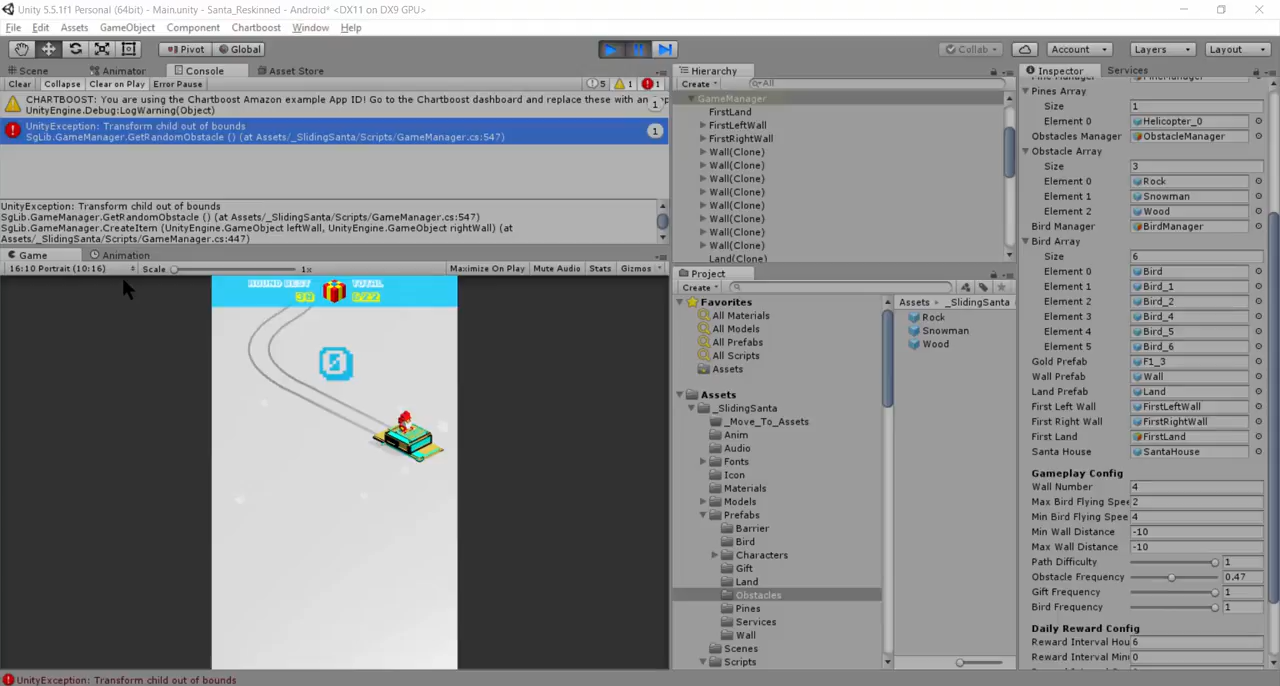 Unity 5.5.1f1 Personal (64bit) - Main.unity - Santa_Reskinned - Android* <DX11 on DX9 GPU>
File Edit Assets GameObject Component Chartboost Window Help
Pivot Global Collab Account Layers Layout
Scene Animator Console Asset Store
Clear Collapse Clear on Play Error Pause 5 1 1
CHARTBOOST: You are using the Chartboost Amazon example App ID! Go to the Chartboost dashboard and replace these with an
UnityEngine.Debug:LogWarning(Object)
1
UnityException: Transform child out of bounds
SgLib.GameManager.GetRandomObstacle () (at Assets/_SlidingSanta/Scripts/GameManager.cs:547)
1
UnityException: Transform child out of bounds
SgLib.GameManager.GetRandomObstacle () (at Assets/_SlidingSanta/Scripts/GameManager.cs:547)
SgLib.GameManager.CreateItem (UnityEngine.GameObject leftWall, UnityEngine.GameObject rightWall) (at
Assets/_SlidingSanta/Scripts/GameManager.cs:447)
Game Animation
16:10 Portrait (10:16) Scale 1x Maximize On Play Mute Audio Stats Gizmos
ROUND BEST TOTAL
38 622
0
Hierarchy
Create All
GameManager
FirstLand
FirstLeftWall
FirstRightWall
Wall(Clone)
Wall(Clone)
Wall(Clone)
Wall(Clone)
Wall(Clone)
Wall(Clone)
Wall(Clone)
Wall(Clone)
Land(Clone)
Project
Create
Favorites
All Materials
All Models
All Prefabs
All Scripts
Assets
Assets
_SlidingSanta
_Move_To_Assets
Anim
Audio
Fonts
Icon
Materials
Models
Prefabs
Barrier
Bird
Characters
Gift
Land
Obstacles
Pines
Services
Wall
Scenes
Scripts
Assets _SlidingSanta
Rock
Snowman
Wood
Inspector Services
Pines Array
Size 1
Element 0 Helicopter_0
Obstacles Manager ObstacleManager
Obstacle Array
Size 3
Element 0 Rock
Element 1 Snowman
Element 2 Wood
Bird Manager BirdManager
Bird Array
Size 6
Element 0 Bird
Element 1 Bird_1
Element 2 Bird_2
Element 3 Bird_4
Element 4 Bird_5
Element 5 Bird_6
Gold Prefab F1_3
Wall Prefab Wall
Land Prefab Land
First Left Wall FirstLeftWall
First Right Wall FirstRightWall
First Land FirstLand
Santa House SantaHouse
Gameplay Config
Wall Number 4
Max Bird Flying Spee 2
Min Bird Flying Spee 4
Min Wall Distance -10
Max Wall Distance -10
Path Difficulty 1
Obstacle Frequency 0.47
Gift Frequency 1
Bird Frequency 1
Daily Reward Config
Reward Interval Hou 6
Reward Interval Min 0
UnityException: Transform child out of bounds